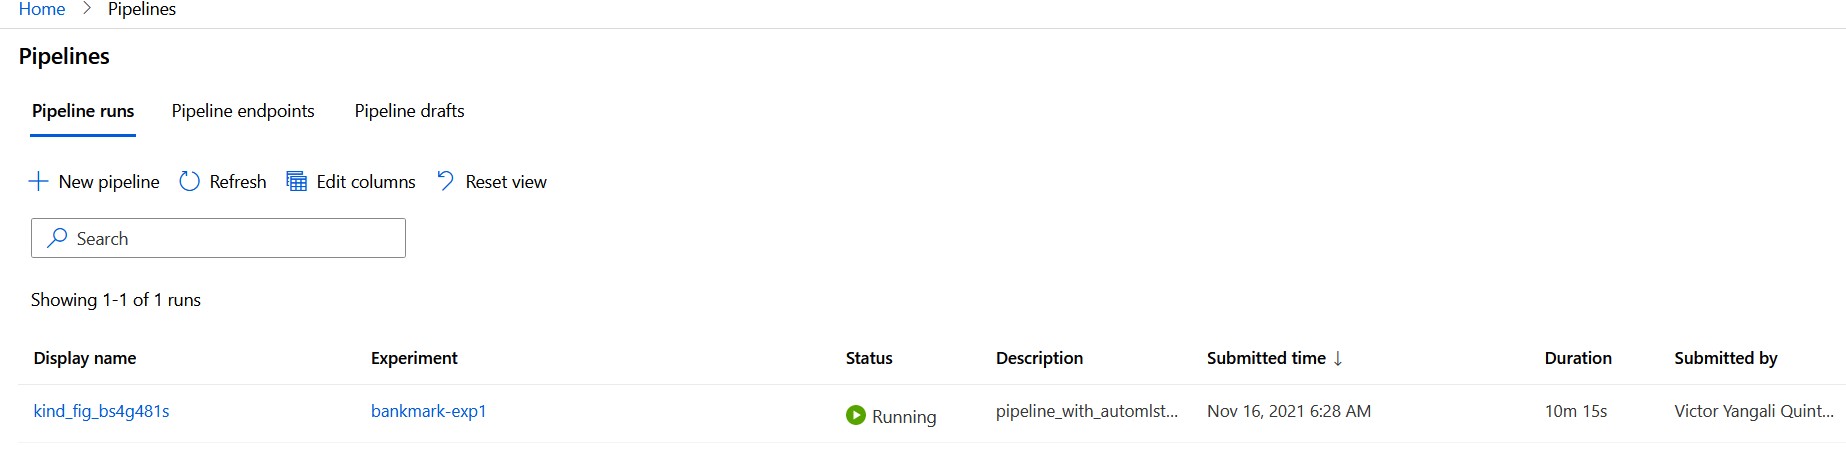 Home > Pipelines
Pipelines
Pipeline runs Pipeline endpoints Pipeline drafts
New pipeline Refresh Edit columns Reset view
Search
Showing 1-1 of 1 runs
Display name Experiment Status Description Submitted time ↓ Duration Submitted by
kind_fig_bs4g481s bankmark-exp1 Running pipeline_with_automlst... Nov 16, 2021 6:28 AM 10m 15s Victor Yangali Quint...